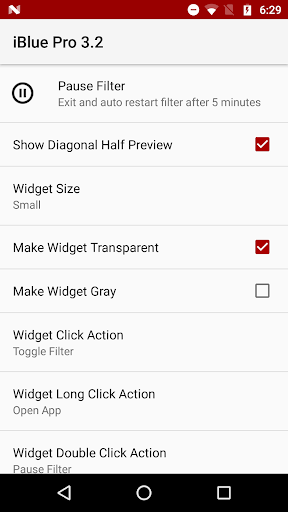 6:29
iBlue Pro 3.2
Pause Filter
Exit and auto restart filter after 5 minutes
Show Diagonal Half Preview
Widget Size
Small
Make Widget Transparent
Make Widget Gray
Widget Click Action
Toggle Filter
Widget Long Click Action
Open App
Widget Double Click Action
Pause Filter